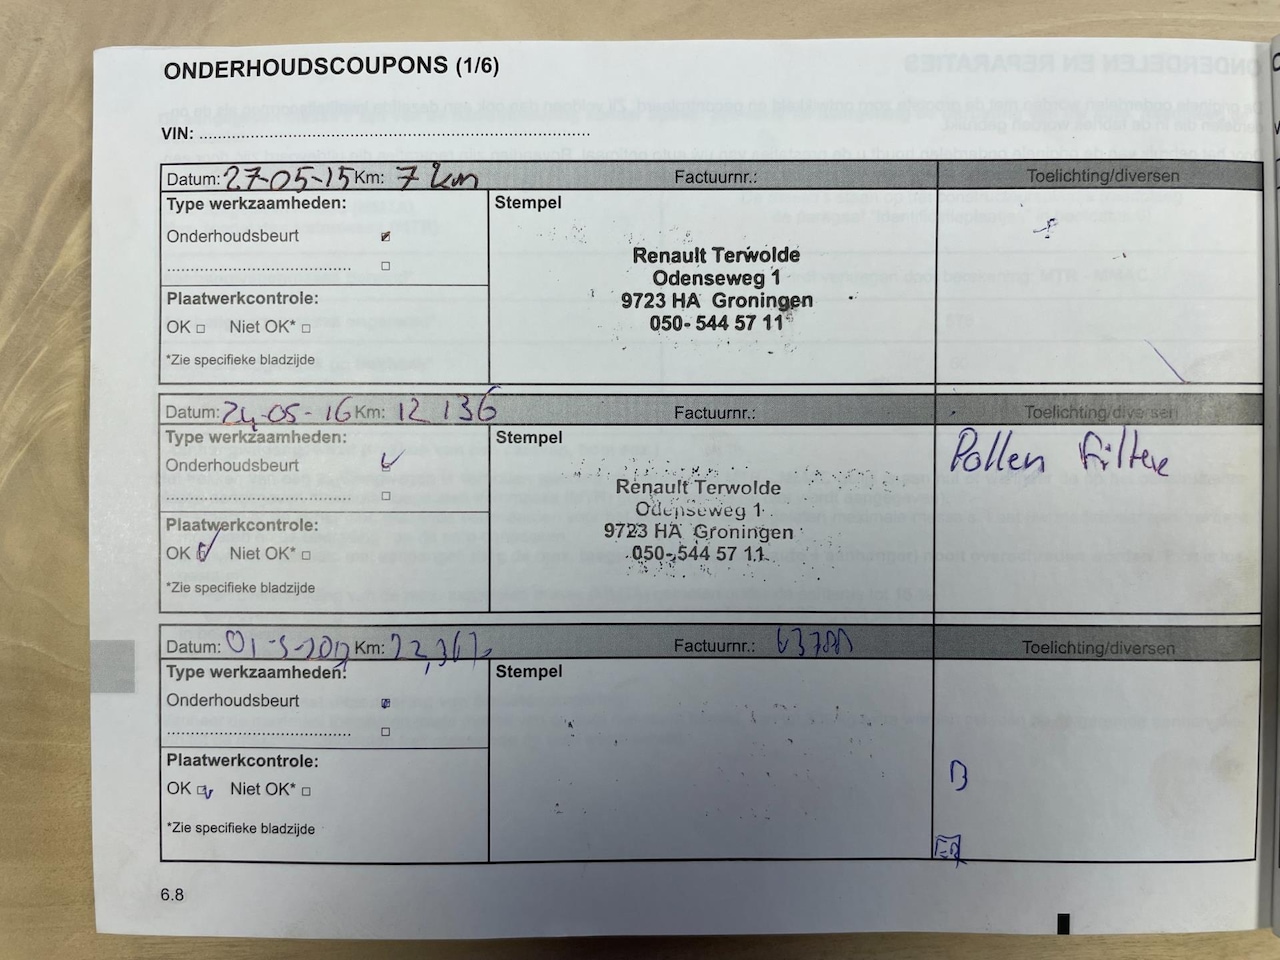 ONDERHOUDSCOUPONS (1/6)
VIN:
Datum: 27-05-15 Km: 7 km Factuurnr.: Toelichting/diversen
Type werkzaamheden: Stempel
Onderhoudsbeurt
Renault Terwolde
Odenseweg 1
9723 HA Groningen
050-544 57 11
Plaatwerkcontrole:
OK Niet OK*
*Zie specifieke bladzijde
Datum: 24-05-16 Km: 12 136 Factuurnr.: Toelichting/diversen
Type werkzaamheden: Stempel
Pollen filter
Onderhoudsbeurt
Renault Terwolde
Odenseweg 1
9723 HA Groningen
050-544 57 11
Plaatwerkcontrole:
OK Niet OK*
*Zie specifieke bladzijde
Datum: Km: Factuurnr.: Toelichting/diversen
Type werkzaamheden: Stempel
Onderhoudsbeurt
Plaatwerkcontrole:
OK Niet OK*
*Zie specifieke bladzijde
6.8